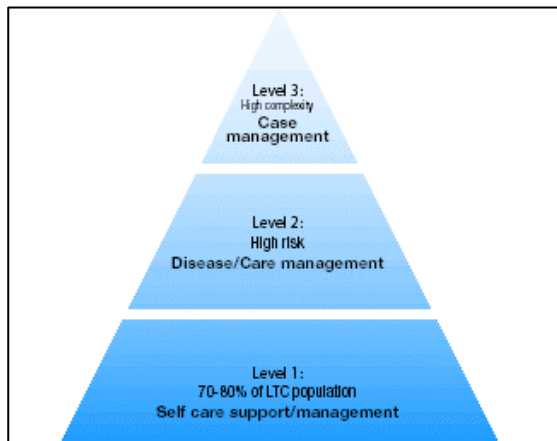 Level 3:
High complexity
Case
management
Level 2:
High risk
Disease/Care management
Level 1:
70-80% of LTC population
Self care support/management